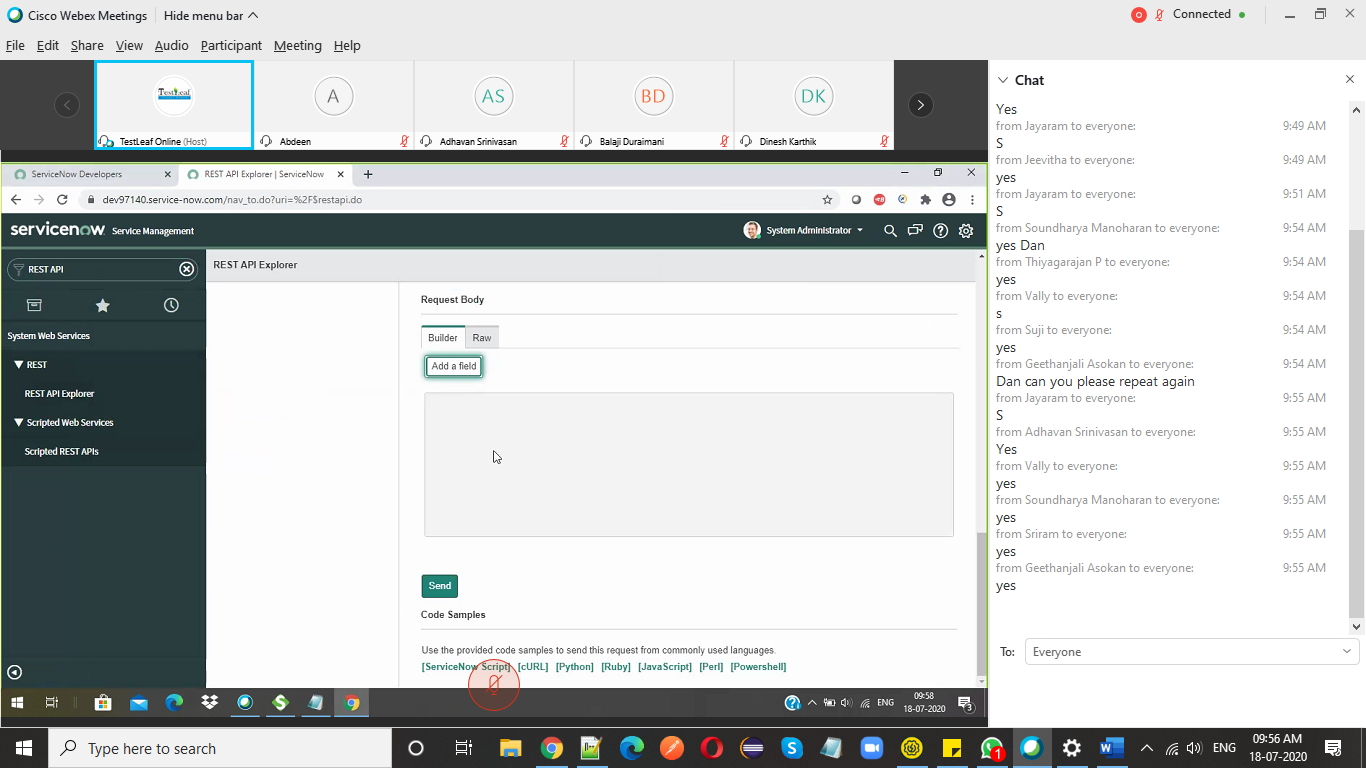 Cisco Webex Meetings
Hide menu bar
Connected
File Edit Share View Audio Participant Meeting Help
TestLeaf
A
AS
BD
DK
TestLeaf Online (Host)
Abdeen
Adhavan Srinivasan
Balaji Duraimani
Dinesh Karthik
ServiceNow Developers
REST API Explorer | ServiceNow
dev97140.service-now.com/nav_to.do?uri=%2F$restapi.do
servicenow Service Management
System Administrator
REST API
REST API Explorer
System Web Services
REST
REST API Explorer
Scripted Web Services
Scripted REST APIs
Request Body
Builder
Raw
Add a field
Send
Code Samples
Use the provided code samples to send this request from commonly used languages.
[ServiceNow Script] [cURL] [Python] [Ruby] [JavaScript] [Perl] [Powershell]
ENG
09:58
18-07-2020
3
Chat
Yes
from Jayaram to everyone: 9:49 AM
S
from Jeevitha to everyone: 9:49 AM
yes
from Jayaram to everyone: 9:51 AM
S
from Soundharya Manoharan to everyone: 9:54 AM
yes Dan
from Thiyagarajan P to everyone: 9:54 AM
yes
from Vally to everyone: 9:54 AM
s
from Suji to everyone: 9:54 AM
yes
from Geethanjali Asokan to everyone: 9:54 AM
Dan can you please repeat again
from Jayaram to everyone: 9:55 AM
S
from Adhavan Srinivasan to everyone: 9:55 AM
Yes
from Vally to everyone: 9:55 AM
yes
from Soundharya Manoharan to everyone: 9:55 AM
yes
from Sriram to everyone: 9:55 AM
yes
from Geethanjali Asokan to everyone: 9:55 AM
yes
To: Everyone
Type here to search
1
ENG
09:56 AM
18-07-2020